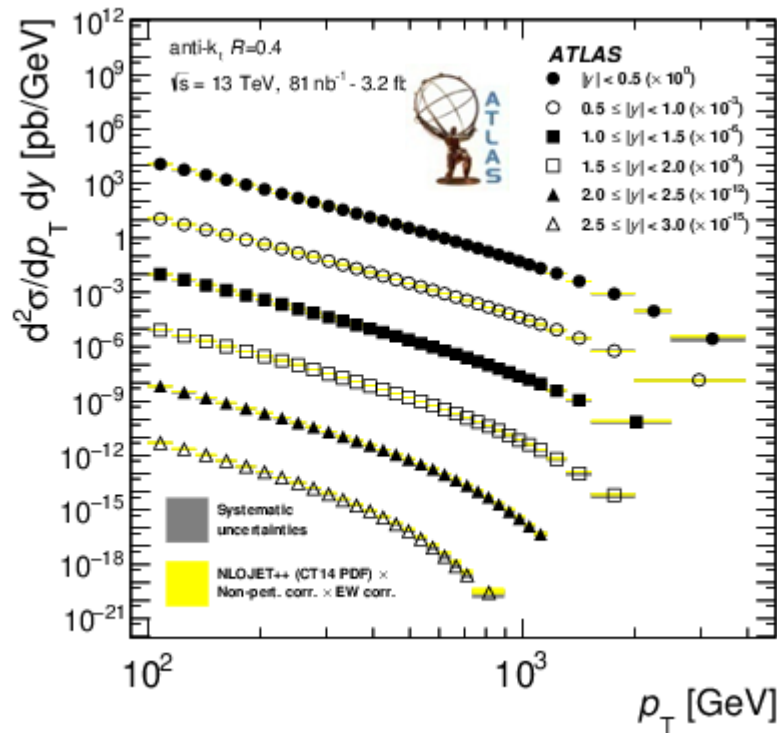 10¹²
10⁹
10⁶
10³
1
10⁻³
10⁻⁶
10⁻⁹
10⁻¹²
10⁻¹⁵
10⁻¹⁸
10⁻²¹
d²σ/dp_T dy [pb/GeV]
anti-kₜ R=0.4
√s = 13 TeV, 81 nb⁻¹ - 3.2 fb
ATLAS
ATLAS
|y| < 0.5 (× 10⁰)
0.5 ≤ |y| < 1.0 (× 10⁻³)
1.0 ≤ |y| < 1.5 (× 10⁻⁶)
1.5 ≤ |y| < 2.0 (× 10⁻⁹)
2.0 ≤ |y| < 2.5 (× 10⁻¹²)
2.5 ≤ |y| < 3.0 (× 10⁻¹⁵)
Systematic
uncertainties
NLOJET++ (CT14 PDF) ×
Non-pert. corr. × EW corr.
10² 10³
p_T [GeV]